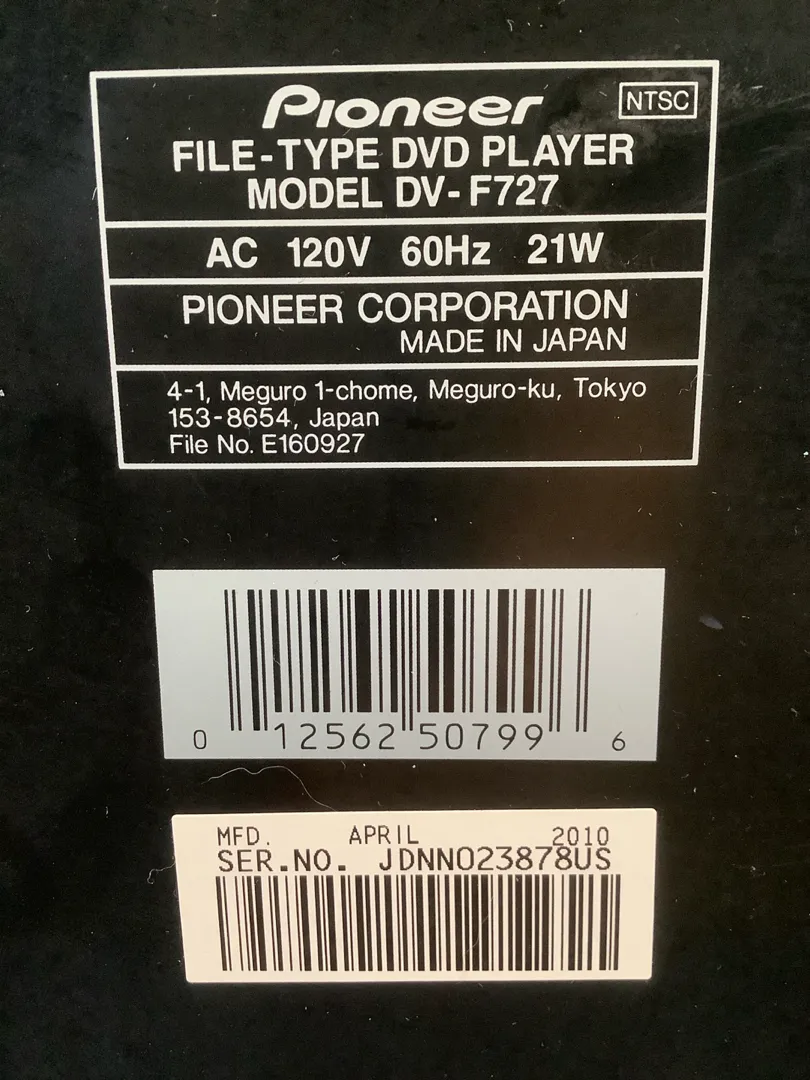 Pioneer NTSC
FILE-TYPE DVD PLAYER
MODEL DV-F727
AC 120V 60Hz 21W
PIONEER CORPORATION
MADE IN JAPAN
4-1, Meguro 1-chome, Meguro-ku, Tokyo
153-8654, Japan
File No. E160927
0 12562 50799 6
MFD. APRIL 2010
SER.NO. JDNN023878US